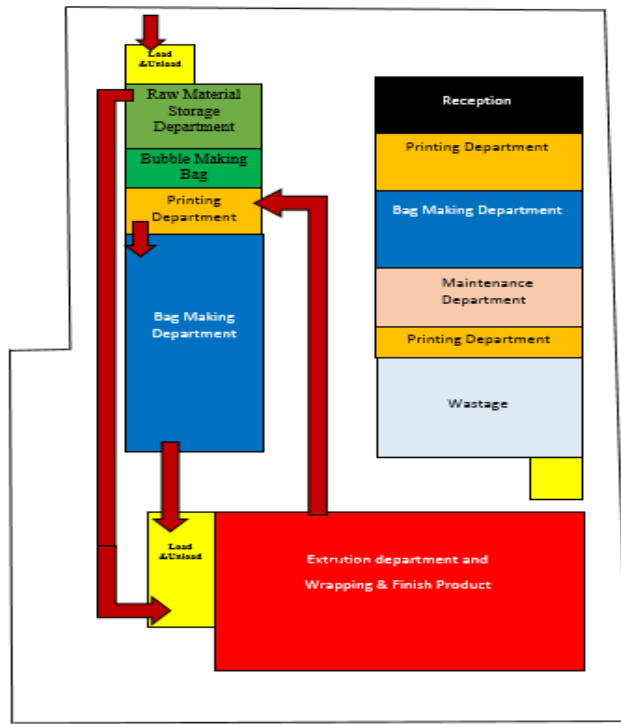 Load
&Unload
Raw Material
Storage
Department
Bubble Making
Bag
Printing
Department
Bag Making
Department
Load
&Unload
Reception
Printing Department
Bag Making Department
Maintenance
Department
Printing Department
Wastage
Extrution department and
Wrapping & Finish Product